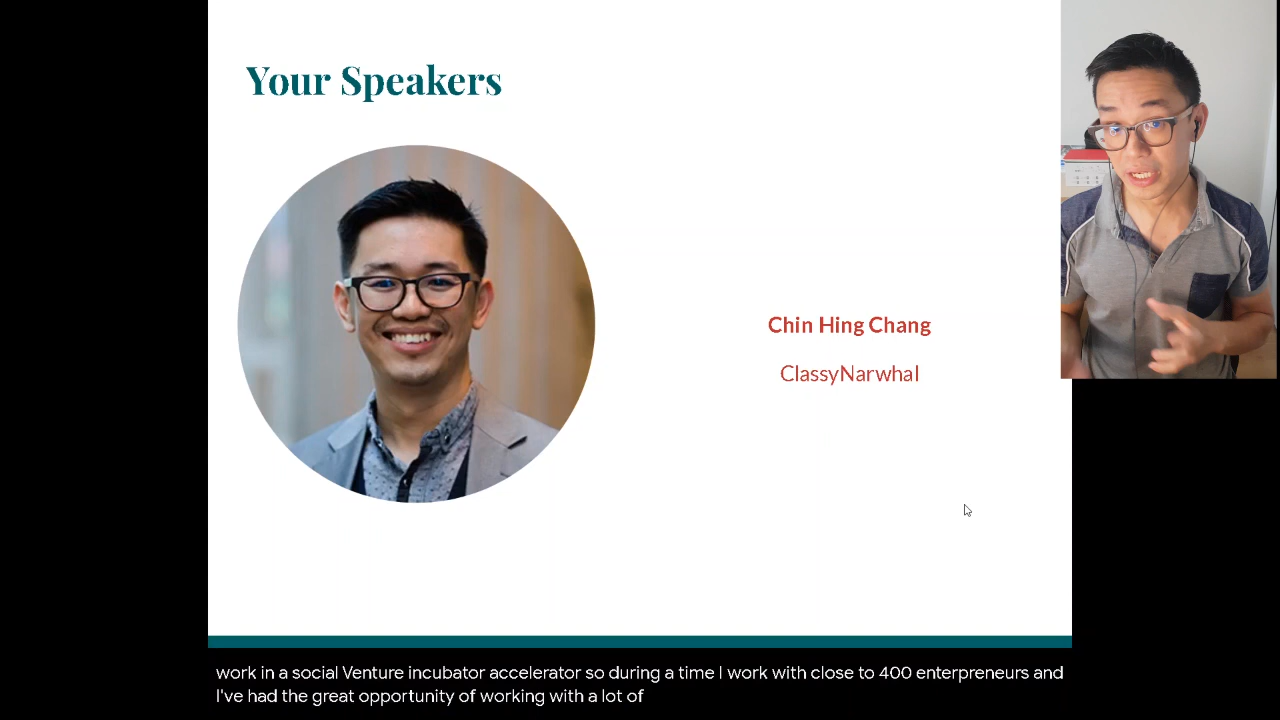 Your Speakers
Chin Hing Chang
ClassyNarwhal
work in a social Venture incubator accelerator so during a time I work with close to 400 enterpreneurs and
I've had the great opportunity of working with a lot of